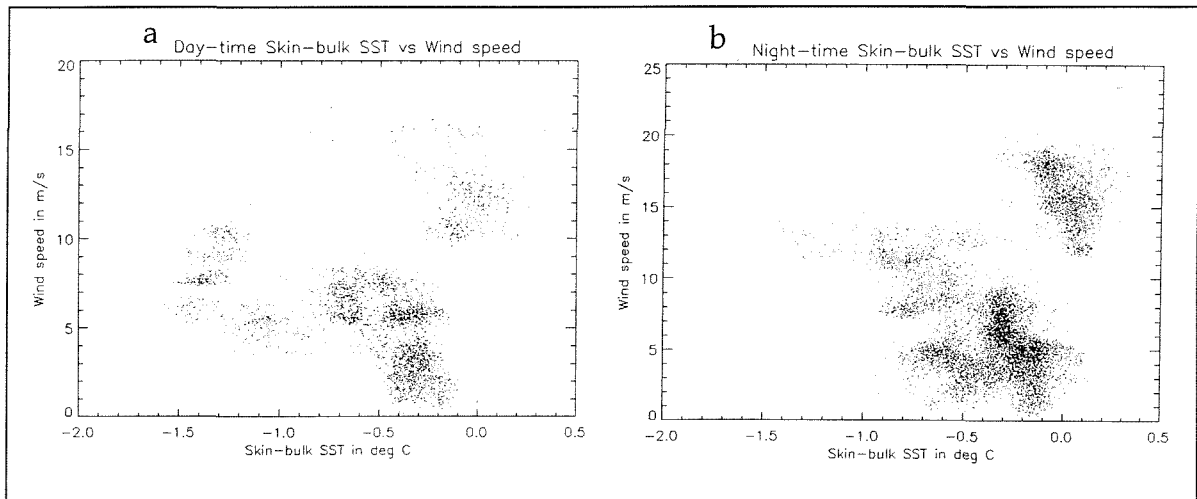 a
Day-time Skin-bulk SST vs Wind speed
20
15
10
5
0
Wind speed in m/s
-2.0 -1.5 -1.0 -0.5 0.0 0.5
Skin-bulk SST in deg C
b
Night-time Skin-bulk SST vs Wind speed
25
20
15
10
5
0
Wind speed in m/s
-2.0 -1.5 -1.0 -0.5 0.0 0.5
Skin-bulk SST in deg C